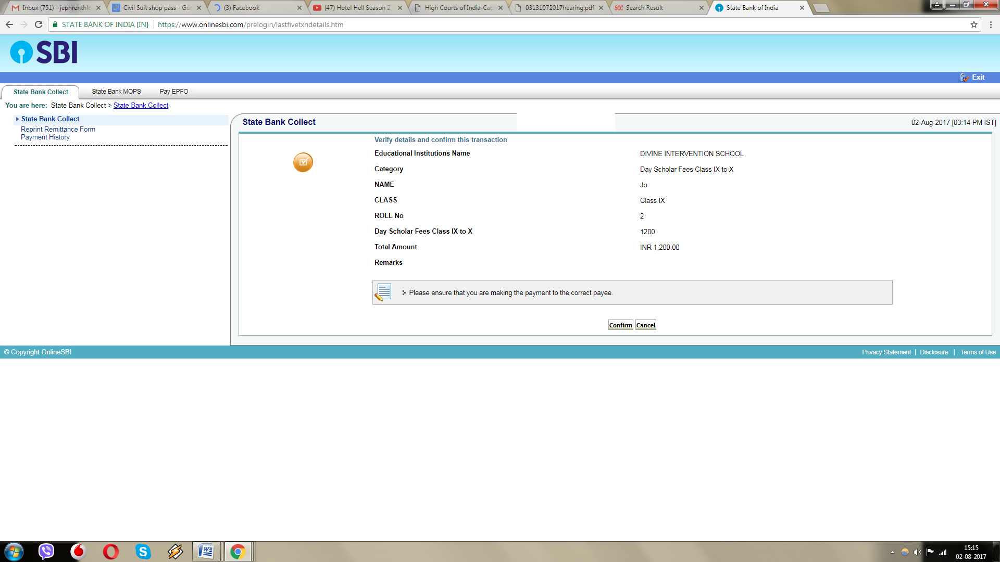 Inbox (751) - jephrenthle
Civil Suit shop pass - Goo
(3) Facebook
(47) Hotel Hell Season 2
High Courts of India-Cau
03131072017hearing.pdf
SCC Search Result
State Bank of India
STATE BANK OF INDIA [IN] https://www.onlinesbi.com/prelogin/lastfivetxndetails.htm
SBI
Exit
State Bank Collect State Bank MOPS Pay EPFO
You are here: State Bank Collect > State Bank Collect
State Bank Collect
Reprint Remittance Form
Payment History
State Bank Collect 02-Aug-2017 [03:14 PM IST]
Verify details and confirm this transaction
Educational Institutions Name DIVINE INTERVENTION SCHOOL
Category Day Scholar Fees Class IX to X
NAME Jo
CLASS Class IX
ROLL No 2
Day Scholar Fees Class IX to X 1200
Total Amount INR 1,200.00
Remarks
Please ensure that you are making the payment to the correct payee.
Confirm Cancel
© Copyright OnlineSBI Privacy Statement | Disclosure | Terms of Use
15:15
02-08-2017